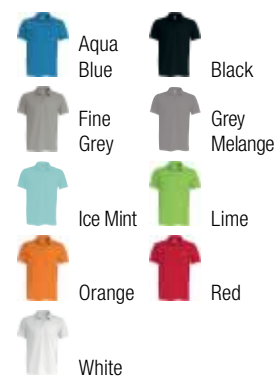 Aqua
Blue
Black
Fine
Grey
Grey
Melange
Ice Mint
Lime
Orange
Red
White